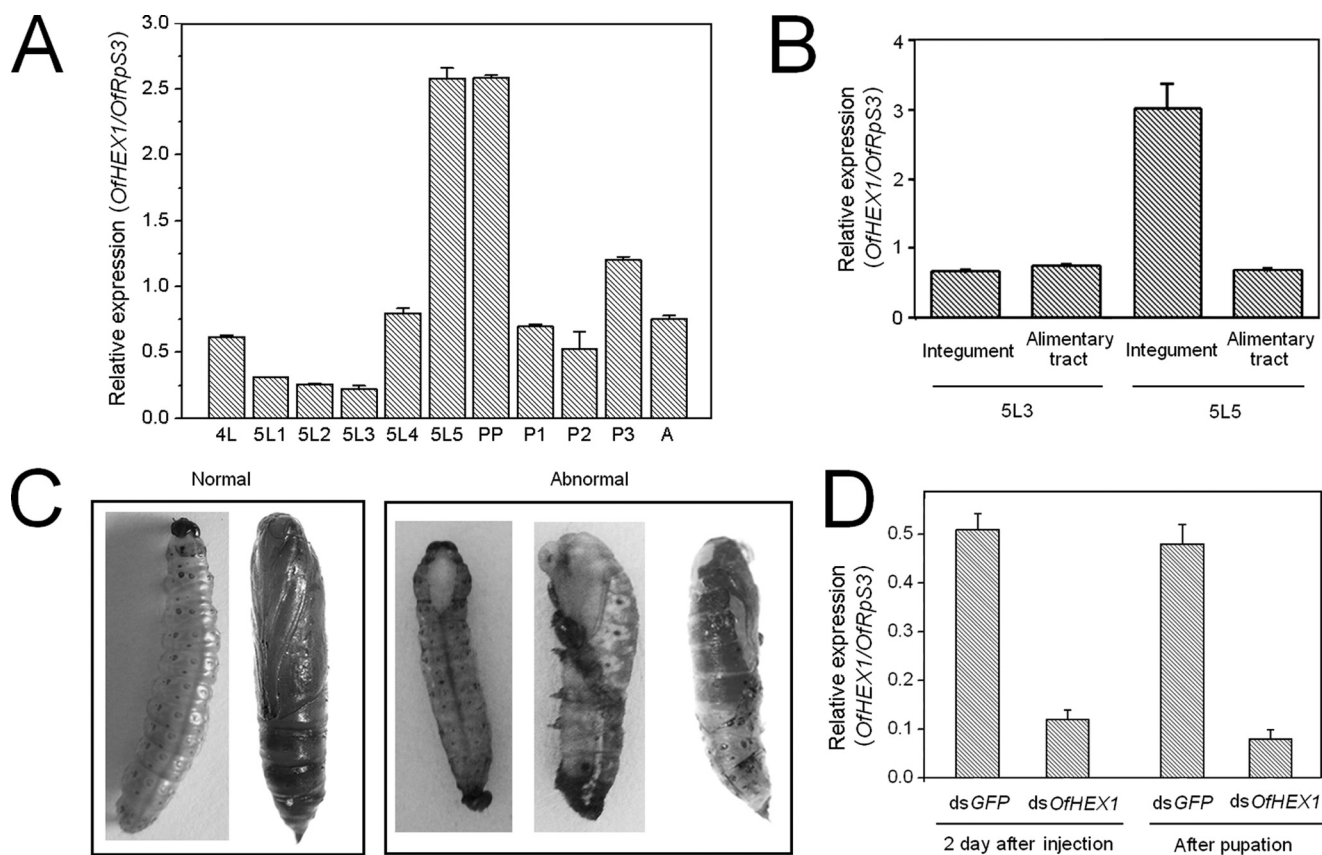 A
Relative expression (OfHEX1/OfRpS3)
3.0
2.5
2.0
1.5
1.0
0.5
0.0
4L 5L1 5L2 5L3 5L4 5L5 PP P1 P2 P3 A
B
Relative expression
(OfHEX1/OfRpS3)
4
3
2
1
0
Integument Alimentary tract Integument Alimentary tract
5L3 5L5
C
Normal Abnormal
D
Relative expression
(OfHEX1/OfRpS3)
0.5
0.4
0.3
0.2
0.1
0.0
dsGFP dsOfHEX1 dsGFP dsOfHEX1
2 day after injection After pupation